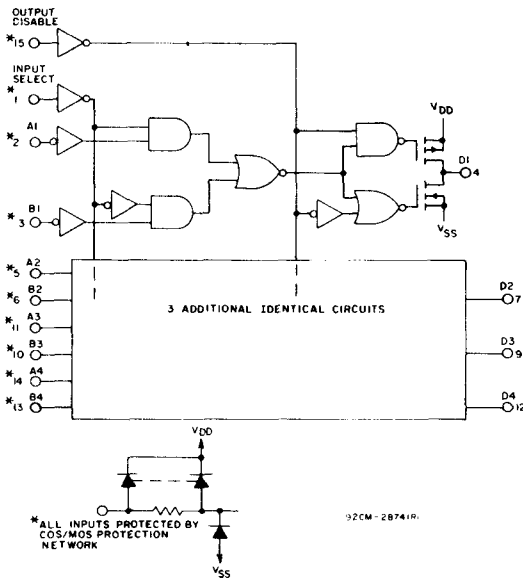 OUTPUT
DISABLE
*15
INPUT
SELECT
*1
A1
*2
B1
*3
VDD
D1
4
VSS
*5 A2
*6 B2
*11 A3
*10 B3
*14 A4
*13 B4
3 ADDITIONAL IDENTICAL CIRCUITS
D2
7
D3
9
D4
12
VDD
*ALL INPUTS PROTECTED BY
COS/MOS PROTECTION
NETWORK
VSS